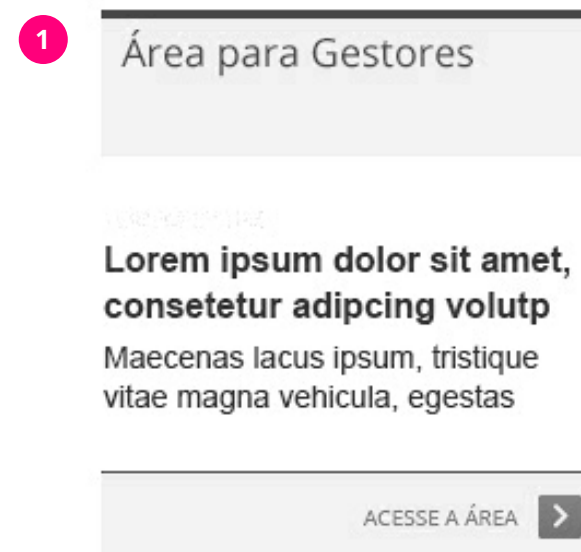 1
Área para Gestores
Lorem ipsum dolor sit amet,
consetetur adipcing volutp
Maecenas lacus ipsum, tristique
vitae magna vehicula, egestas
ACESSE A ÁREA